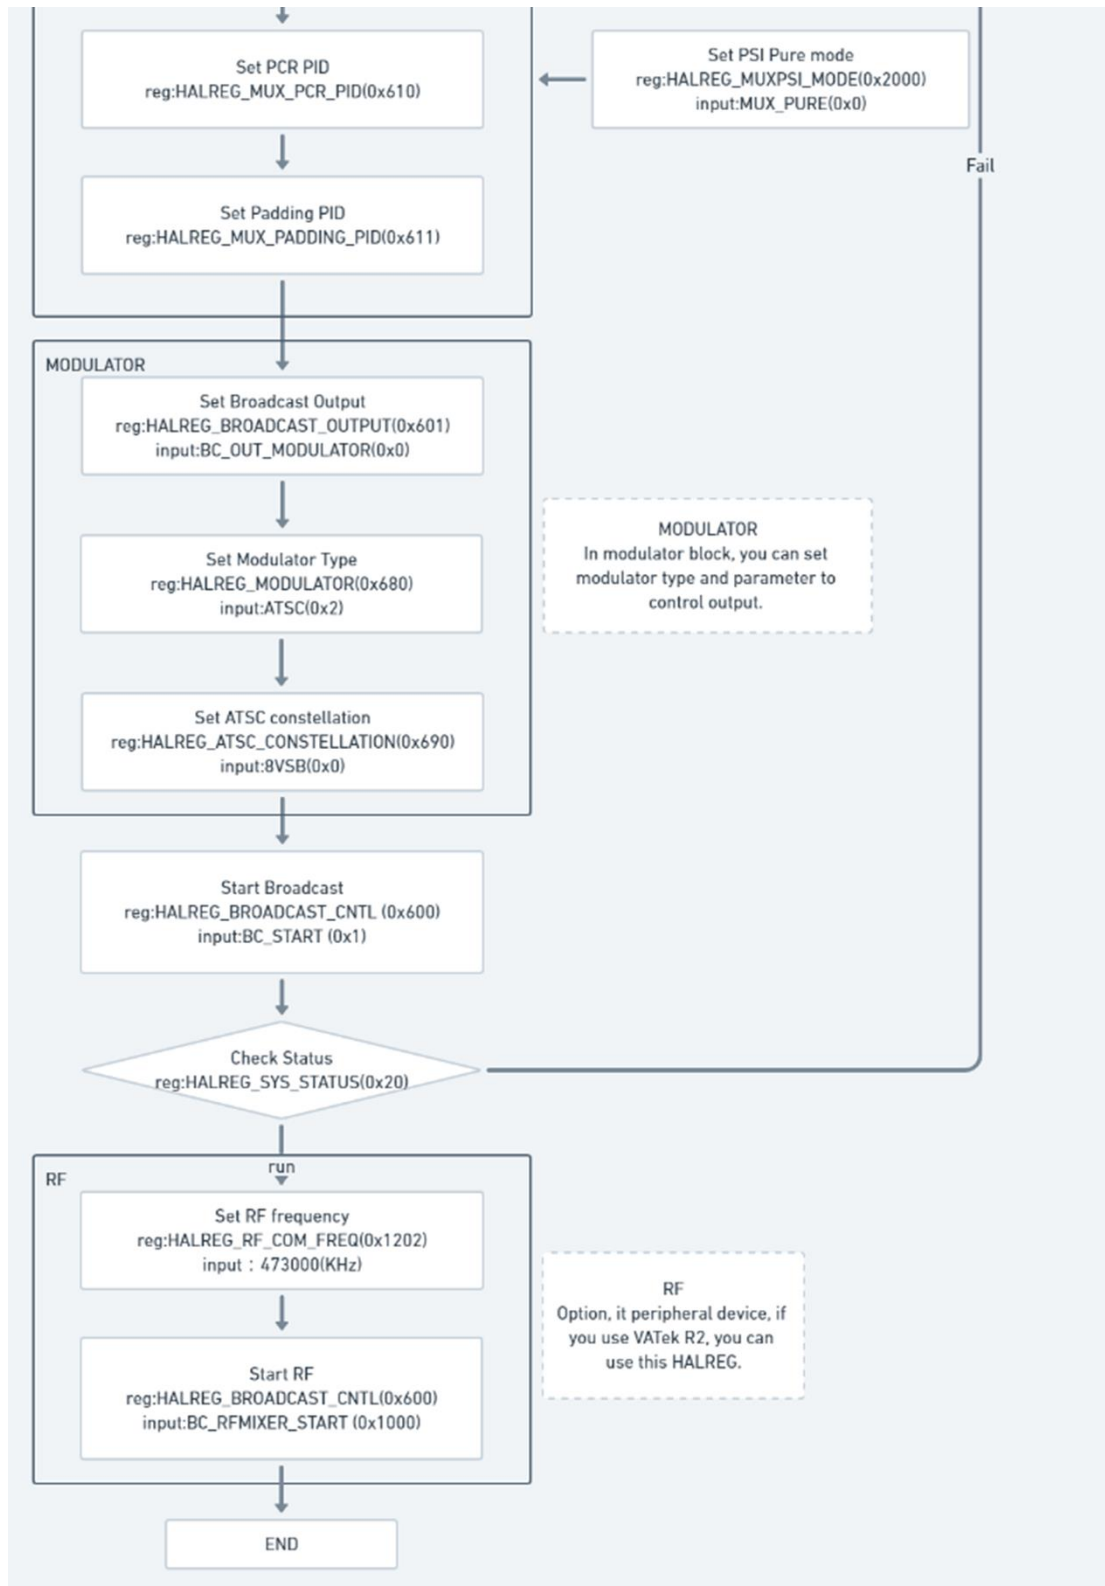 Set PCR PID
reg:HALREG_MUX_PCR_PID(0x610)
Set PSI Pure mode
reg:HALREG_MUXPSI_MODE(0x2000)
input:MUX_PURE(0x0)
Fail
Set Padding PID
reg:HALREG_MUX_PADDING_PID(0x611)
MODULATOR
Set Broadcast Output
reg:HALREG_BROADCAST_OUTPUT(0x601)
input:BC_OUT_MODULATOR(0x0)
Set Modulator Type
reg:HALREG_MODULATOR(0x680)
input:ATSC(0x2)
MODULATOR
In modulator block, you can set
modulator type and parameter to
control output.
Set ATSC constellation
reg:HALREG_ATSC_CONSTELLATION(0x690)
input:8VSB(0x0)
Start Broadcast
reg:HALREG_BROADCAST_CNTL (0x600)
input:BC_START (0x1)
Check Status
reg:HALREG_SYS_STATUS(0x20)
run
RF
Set RF frequency
reg:HALREG_RF_COM_FREQ(0x1202)
input : 473000(KHz)
RF
Option, it peripheral device, if
you use VATek R2, you can
use this HALREG.
Start RF
reg:HALREG_BROADCAST_CNTL(0x600)
input:BC_RFMIXER_START (0x1000)
END